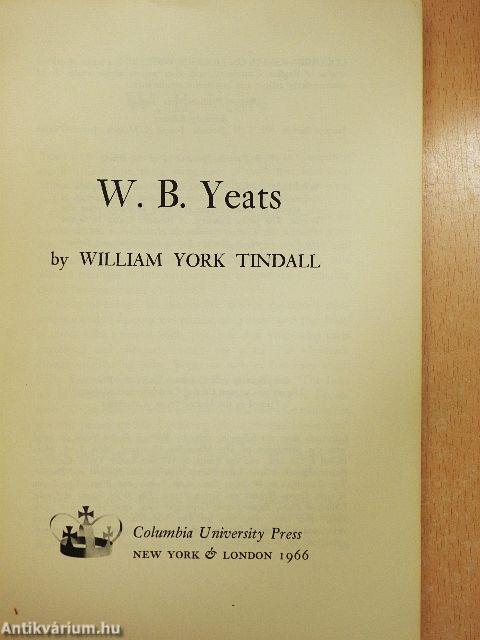 W. B. Yeats
by WILLIAM YORK TINDALL
Columbia University Press
NEW YORK & LONDON 1966
Antikvárium.hu